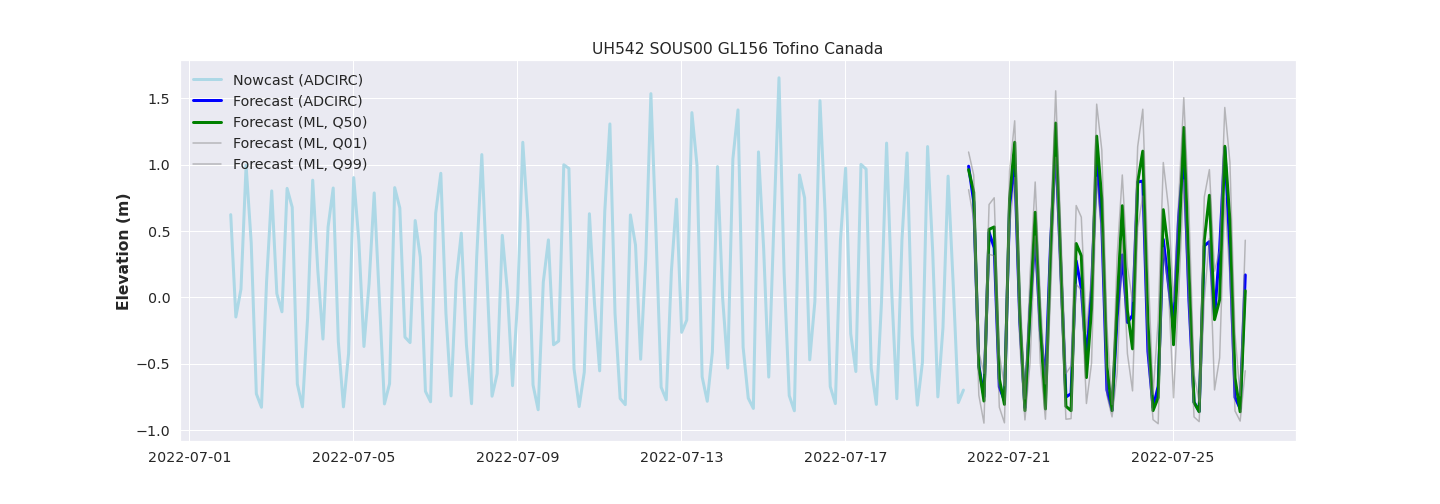 UH542 SOUS00 GL156 Tofino Canada
Nowcast (ADCIRC)
Forecast (ADCIRC)
Forecast (ML, Q50)
Forecast (ML, Q01)
Forecast (ML, Q99)
Elevation (m)
1.5
1.0
0.5
0.0
−0.5
−1.0
2022-07-01 2022-07-05 2022-07-09 2022-07-13 2022-07-17 2022-07-21 2022-07-25